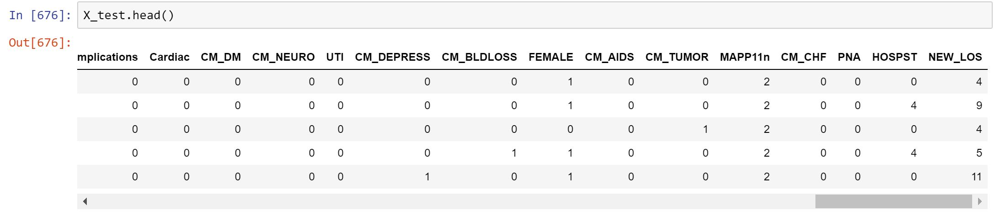 In [676]: X_test.head()
Out[676]:
mplications Cardiac CM_DM CM_NEURO UTI CM_DEPRESS CM_BLDLOSS FEMALE CM_AIDS CM_TUMOR MAPP11n CM_CHF PNA HOSPST NEW_LOS
0 0 0 0 0 0 0 1 0 0 2 0 0 0 4
0 0 0 0 0 0 0 1 0 0 2 0 0 4 9
0 0 0 0 0 0 0 0 0 1 2 0 0 0 4
0 0 0 0 0 0 1 1 0 0 2 0 0 4 5
0 0 0 0 0 1 0 1 0 0 2 0 0 0 11